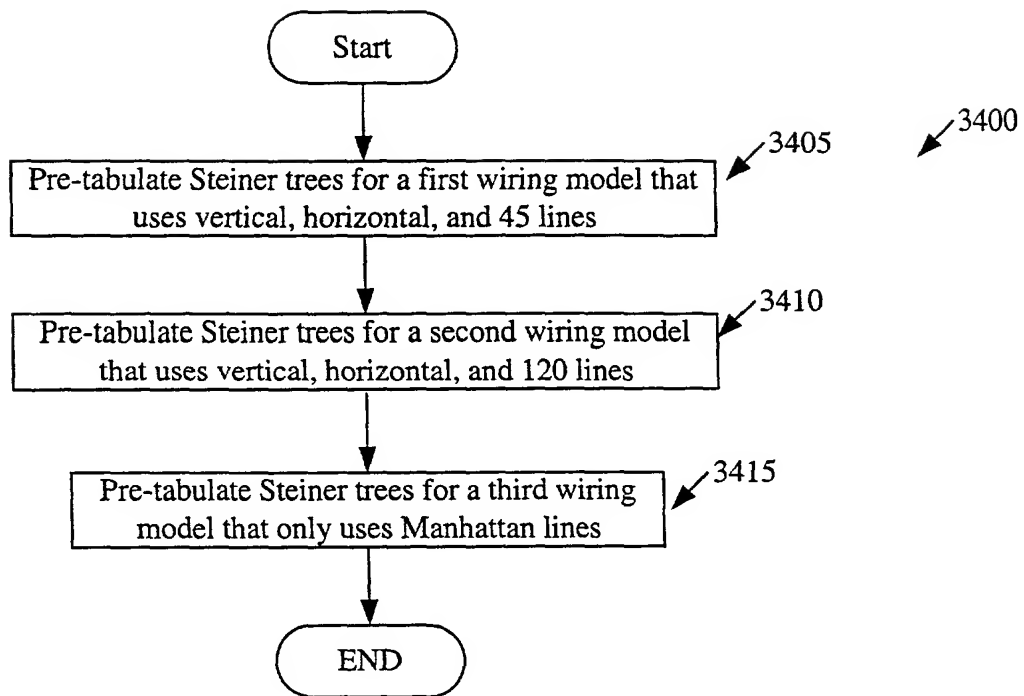 Start
3400
3405
Pre-tabulate Steiner trees for a first wiring model that
uses vertical, horizontal, and 45 lines
3410
Pre-tabulate Steiner trees for a second wiring model
that uses vertical, horizontal, and 120 lines
3415
Pre-tabulate Steiner trees for a third wiring
model that only uses Manhattan lines
END